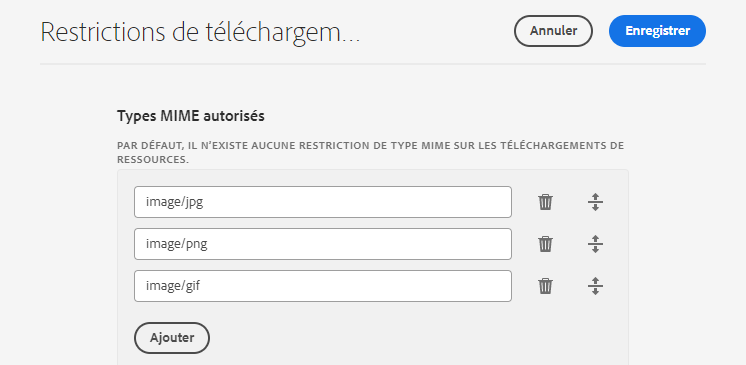 Restrictions de téléchargem...
Annuler
Enregistrer
Types MIME autorisés
PAR DÉFAUT, IL N'EXISTE AUCUNE RESTRICTION DE TYPE MIME SUR LES TÉLÉCHARGEMENTS DE
RESSOURCES.
image/jpg
image/png
image/gif
Ajouter